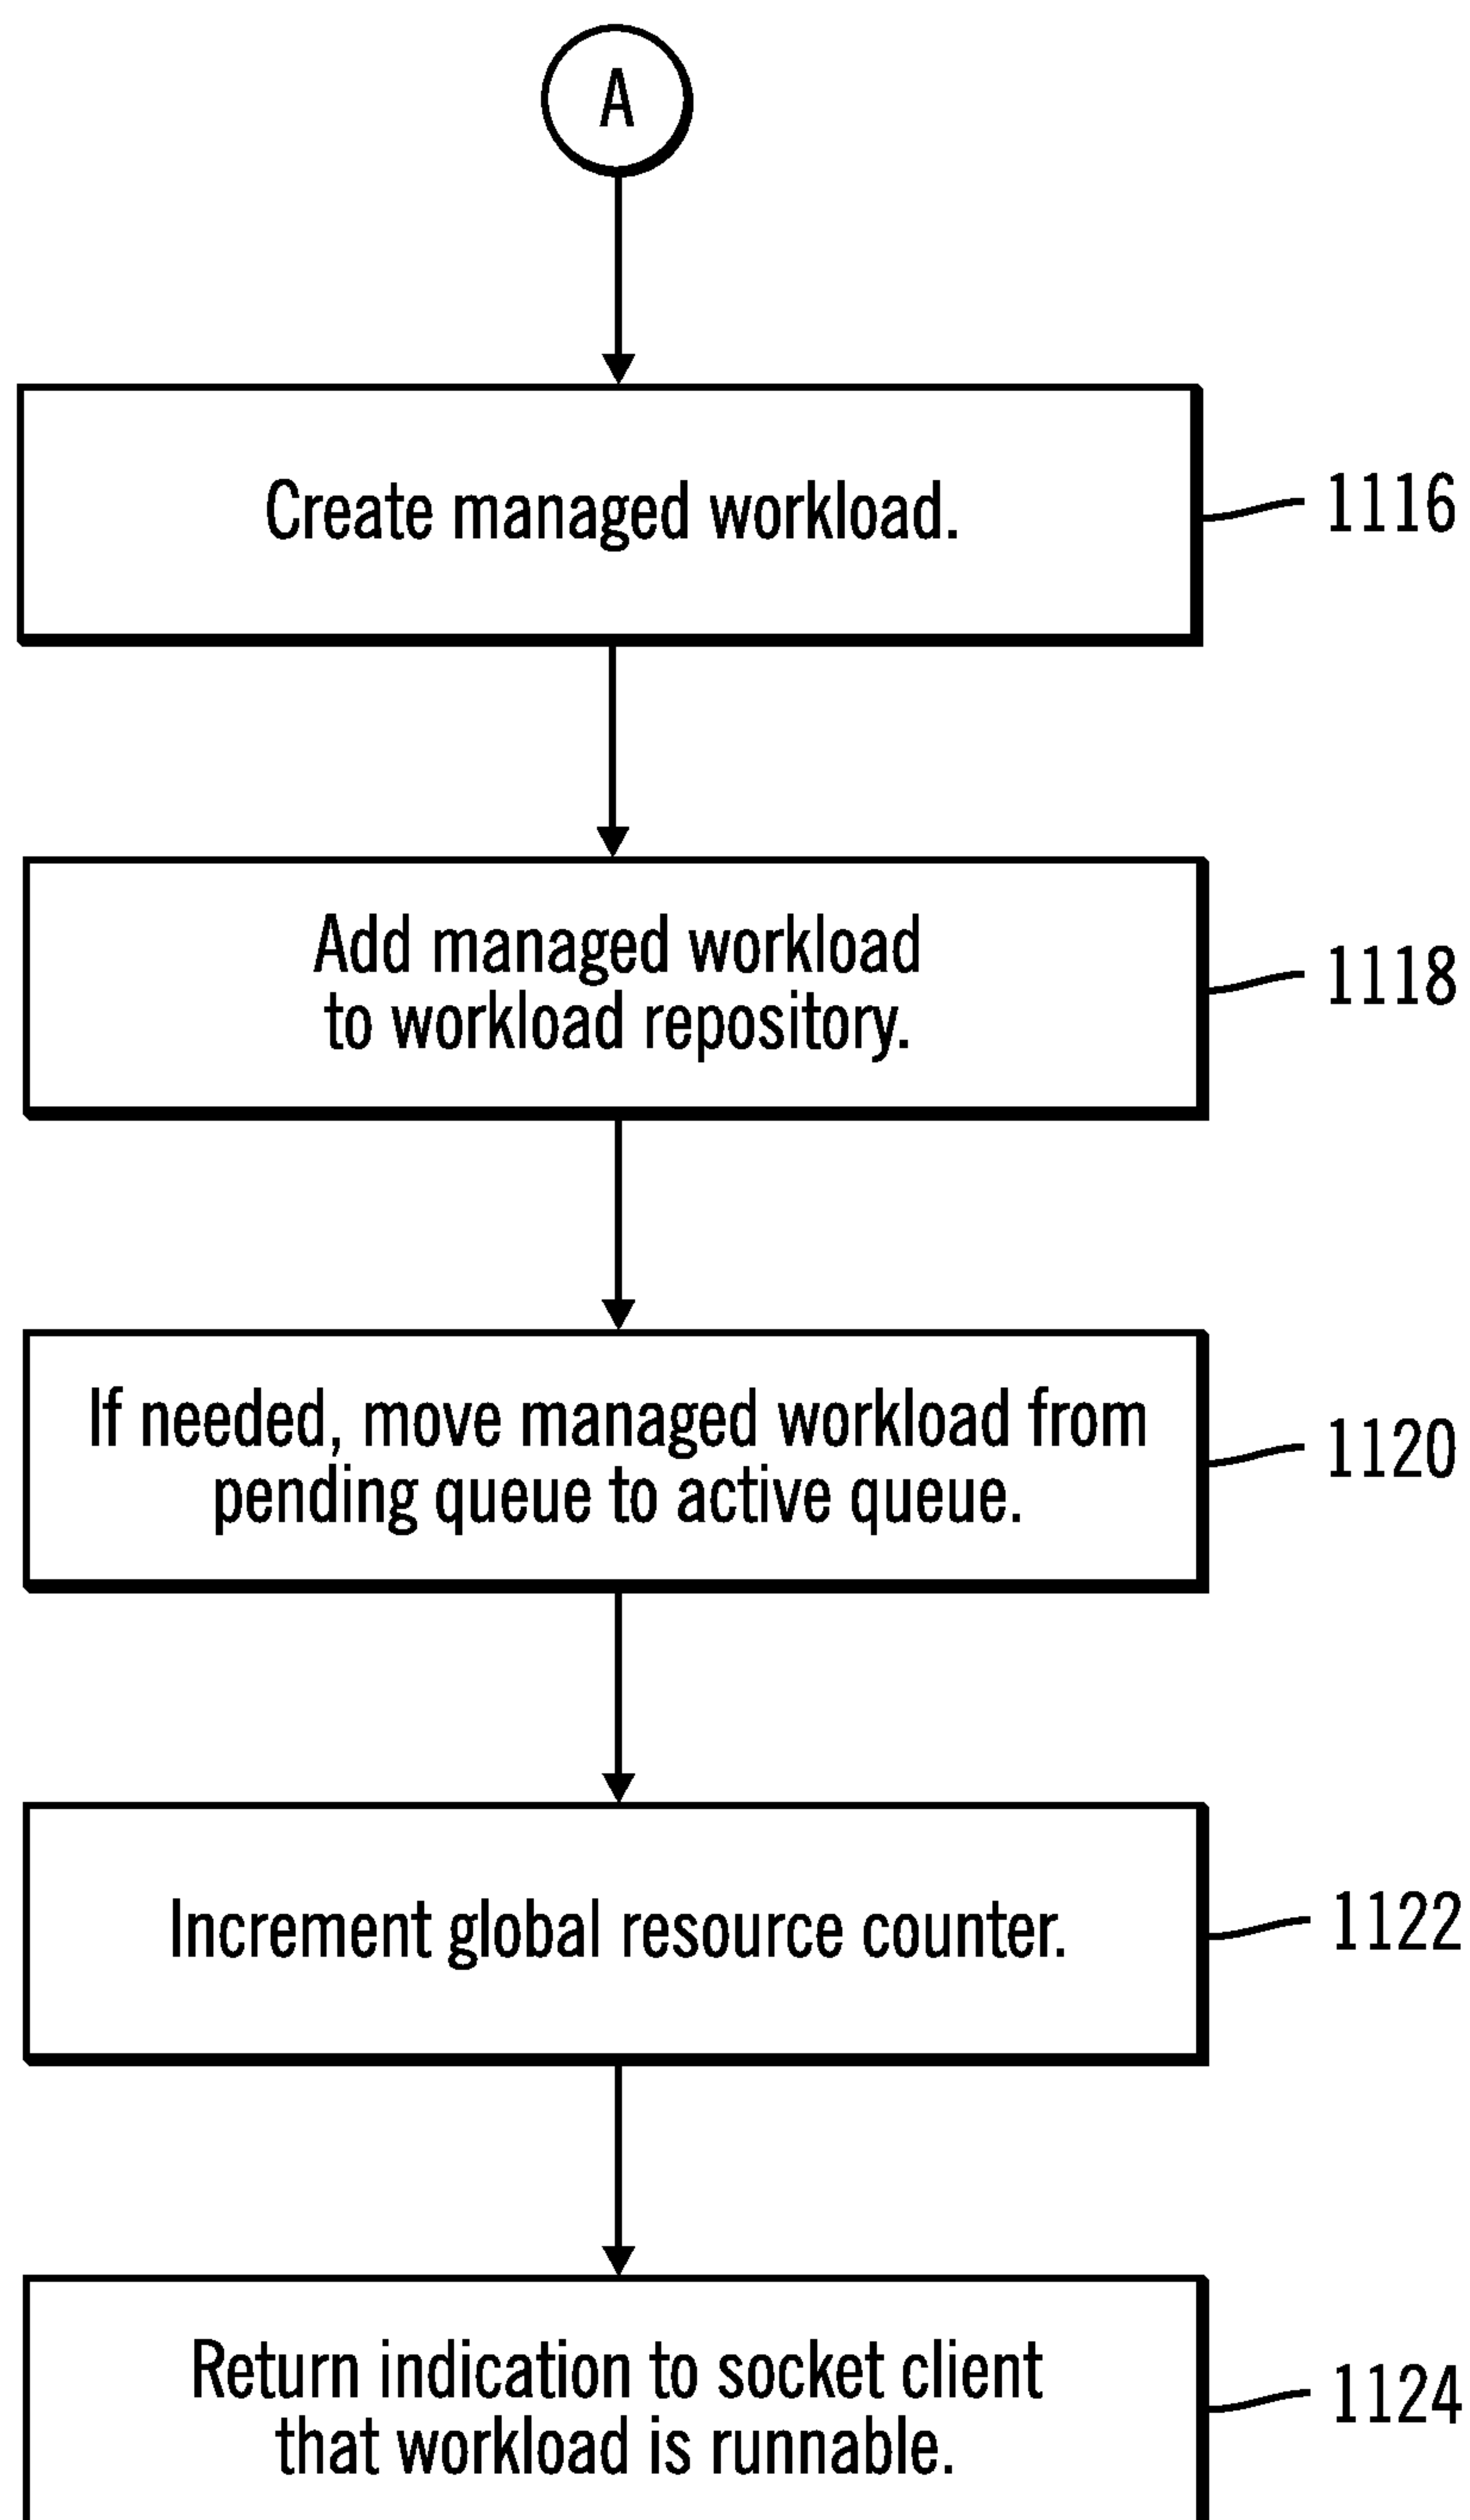 A
Create managed workload.
1116
Add managed workload
to workload repository.
1118
If needed, move managed workload from
pending queue to active queue.
1120
Increment global resource counter.
1122
Return indication to socket client
that workload is runnable.
1124